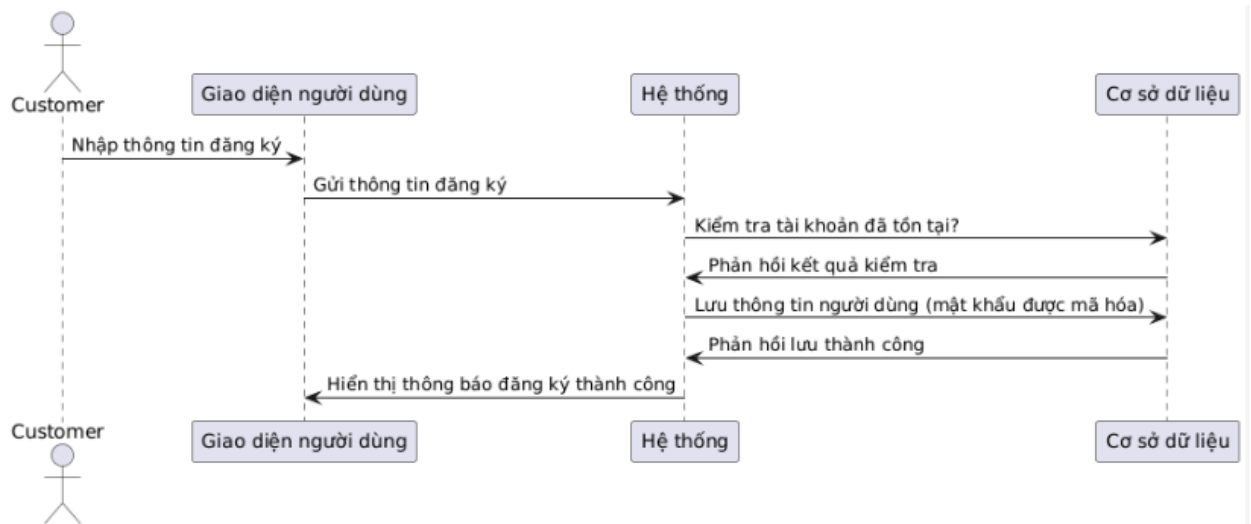 Customer
Giao diện người dùng
Hệ thống
Cơ sở dữ liệu
Nhập thông tin đăng ký
Gửi thông tin đăng ký
Kiểm tra tài khoản đã tồn tại?
Phản hồi kết quả kiểm tra
Lưu thông tin người dùng (mật khẩu được mã hóa)
Phản hồi lưu thành công
Hiển thị thông báo đăng ký thành công
Customer
Giao diện người dùng
Hệ thống
Cơ sở dữ liệu